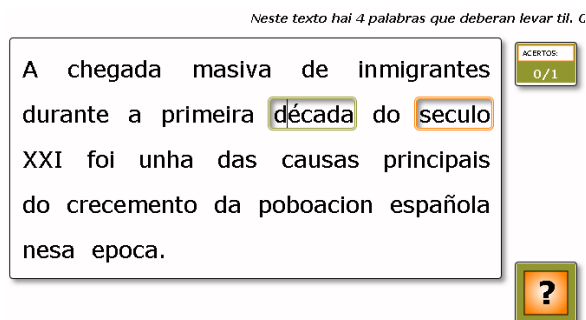 Neste texto hai 4 palabras que deberan levar til.
A chegada masiva de inmigrantes
durante a primeira década do seculo
XXI foi unha das causas principais
do crecemento da poboacion española
nesa epoca.
ACERTOS:
0/1
?